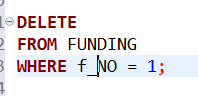 DELETE
FROM FUNDING
WHERE f_NO = 1;